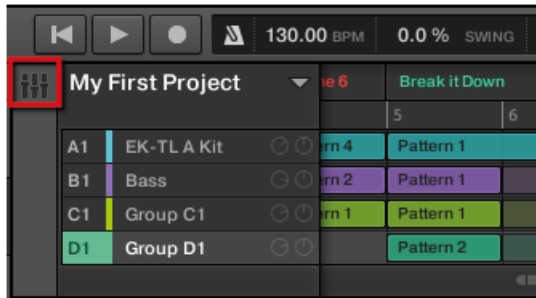 130.00 BPM 0.0 % SWING
My First Project ne 6 Break it Down
5 6
A1 EK-TL A Kit rn 4 Pattern 1
B1 Bass rn 2 Pattern 1
C1 Group C1 rn 1 Pattern 1
D1 Group D1 Pattern 2